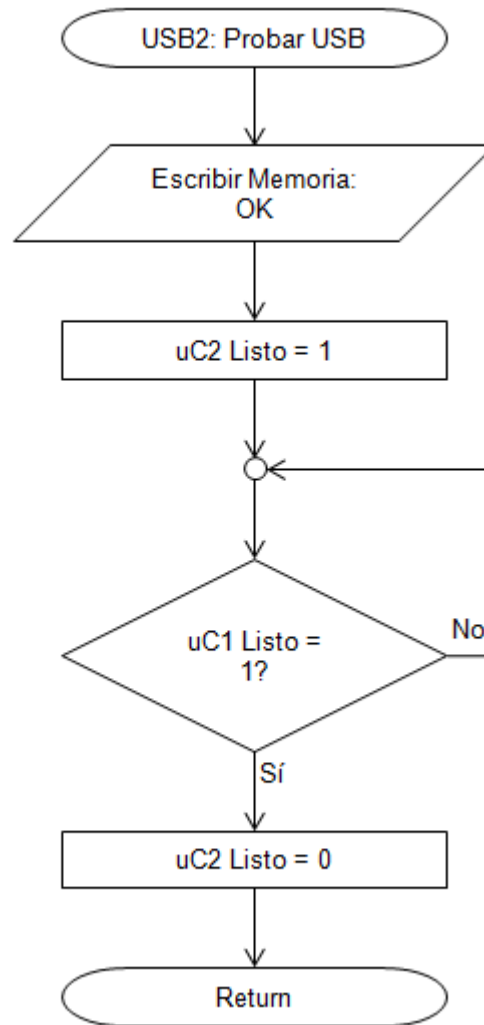 USB2: Probar USB
Escribir Memoria:
OK
uC2 Listo = 1
uC1 Listo =
1?
No
Sí
uC2 Listo = 0
Return